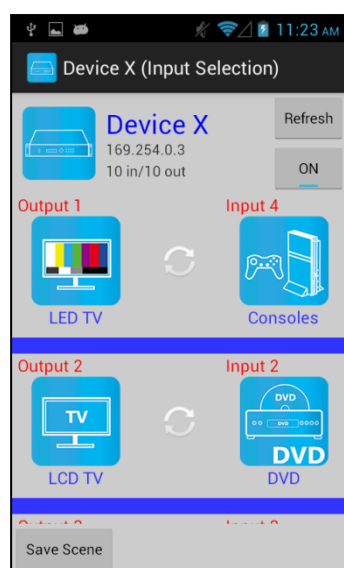 11:23 AM
Device X (Input Selection)
Device X
Refresh
169.254.0.3
10 in/10 out
ON
Output 1
Input 4
LED TV
Consoles
Output 2
Input 2
TV
DVD
DVD
DVD
LCD TV
DVD
Save Scene